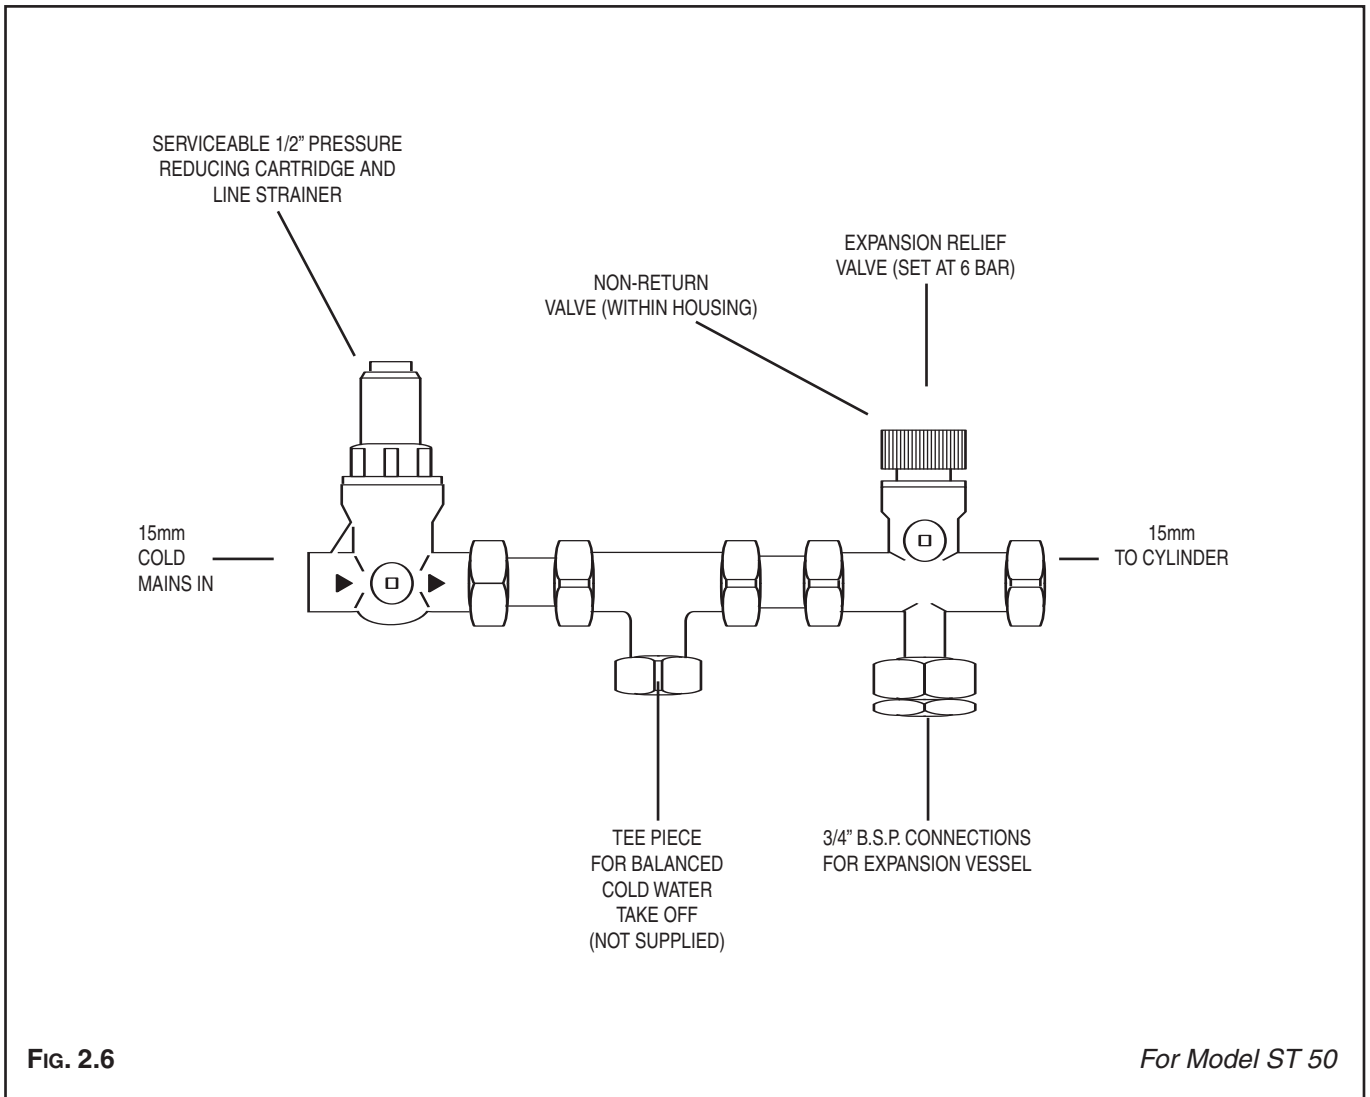 SERVICEABLE 1/2” PRESSURE
REDUCING CARTRIDGE AND
LINE STRAINER
EXPANSION RELIEF
VALVE (SET AT 6 BAR)
NON-RETURN
VALVE (WITHIN HOUSING)
15mm
COLD
MAINS IN
15mm
TO CYLINDER
TEE PIECE
FOR BALANCED
COLD WATER
TAKE OFF
(NOT SUPPLIED)
3/4” B.S.P. CONNECTIONS
FOR EXPANSION VESSEL
FIG. 2.6
For Model ST 50